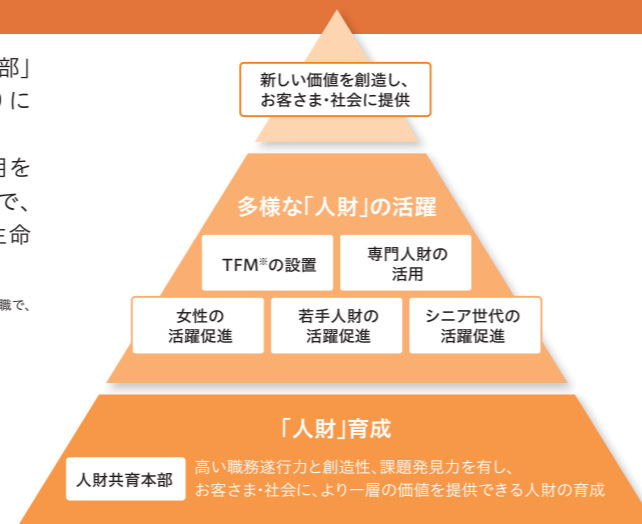 部」
りに
用を
で、
生命
職で、
新しい価値を創造し、
お客さま・社会に提供
多様な「人財」の活躍
TFM※の設置
専門人財の
活用
女性の
活躍促進
若手人財の
活躍促進
シニア世代の
活躍促進
「人財」育成
人財共育本部
高い職務遂行力と創造性、課題発見力を有し、
お客さま・社会に、より一層の価値を提供できる人財の育成